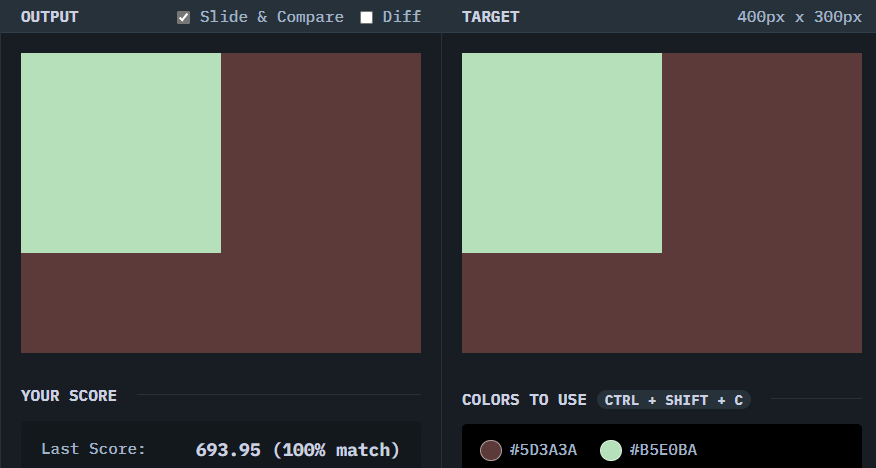 OUTPUT
Slide & Compare
Diff
TARGET
400px x 300px
YOUR SCORE
Last Score:
693.95 (100% match)
COLORS TO USE
CTRL + SHIFT + C
#5D3A3A
#B5E0BA